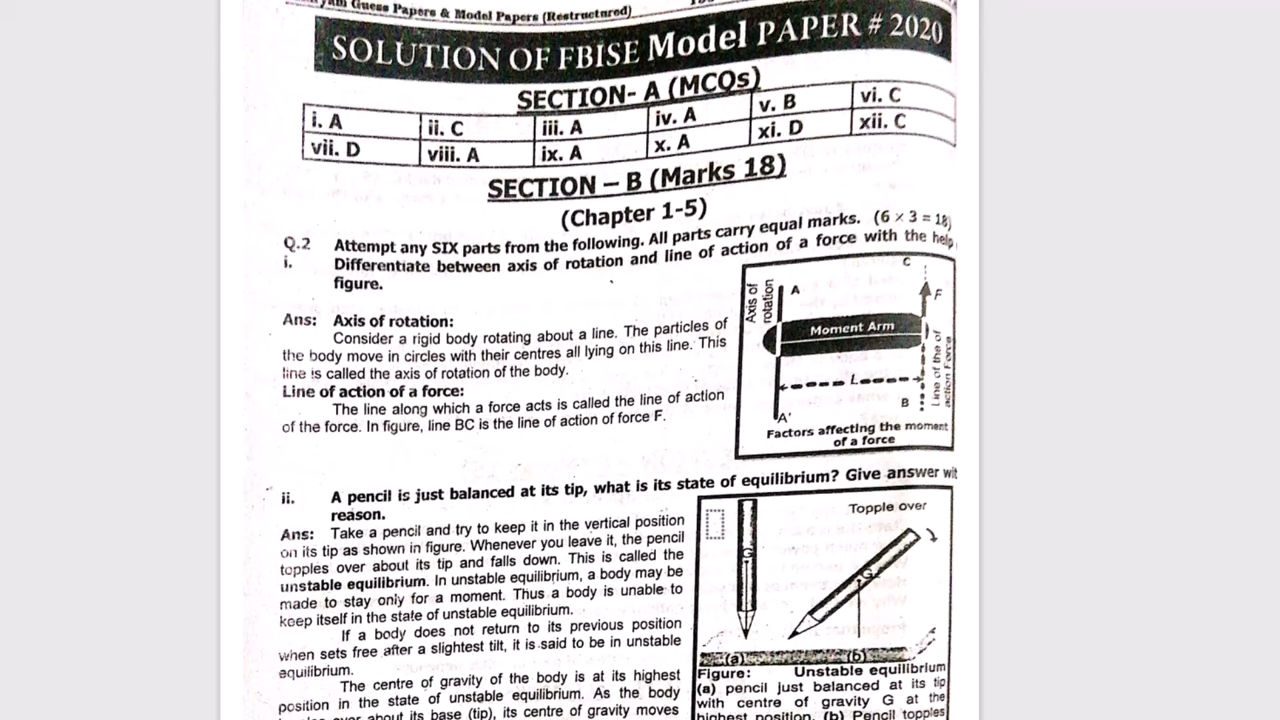 Guess Papers & Model Papers (Restructured)
SOLUTION OF FBISE Model PAPER # 2020
SECTION- A (MCQs)
i. A ii. C iii. A iv. A v. B vi. C
vii. D viii. A ix. A x. A xi. D xii. C
SECTION – B (Marks 18)
(Chapter 1-5)
Q.2 Attempt any SIX parts from the following. All parts carry equal marks. (6 × 3 = 18)
i. Differentiate between axis of rotation and line of action of a force with the help
figure.
Ans: Axis of rotation:
Consider a rigid body rotating about a line. The particles of
the body move in circles with their centres all lying on this line. This
line is called the axis of rotation of the body.
Line of action of a force:
The line along which a force acts is called the line of action
of the force. In figure, line BC is the line of action of force F.
Axis of
rotation
A
C
F
Moment Arm
L
B
A'
Line of the of
action Force
Factors affecting the moment
of a force
ii. A pencil is just balanced at its tip, what is its state of equilibrium? Give answer wit
reason.
Ans: Take a pencil and try to keep it in the vertical position
on its tip as shown in figure. Whenever you leave it, the pencil
topples over about its tip and falls down. This is called the
unstable equilibrium. In unstable equilibrium, a body may be
made to stay only for a moment. Thus a body is unable to
keep itself in the state of unstable equilibrium.
If a body does not return to its previous position
when sets free after a slightest tilt, it is said to be in unstable
equilibrium.
The centre of gravity of the body is at its highest
position in the state of unstable equilibrium. As the body
over about its base (tip), its centre of gravity moves
Topple over
G
G
(a) (b)
Figure: Unstable equilibrium
(a) pencil just balanced at its tip
with centre of gravity G at the
highest position. (b) Pencil topples